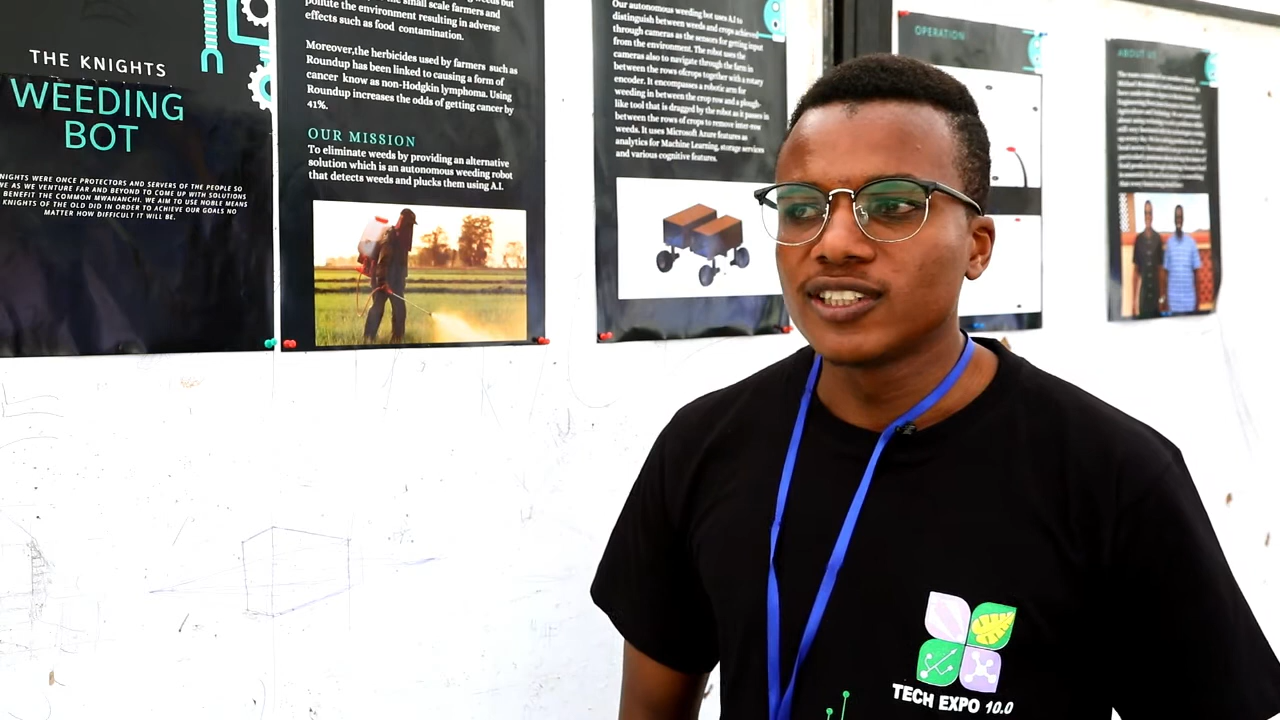 THE KNIGHTS
WEEDING
BOT
KNIGHTS WERE ONCE PROTECTORS AND SERVERS OF THE PEOPLE SO
WE AS WE VENTURE FAR AND BEYOND TO COME UP WITH SOLUTIONS
BENEFIT THE COMMON MWANANCHI. WE AIM TO USE NOBLE MEANS
KNIGHTS OF THE OLD DID IN ORDER TO ACHIEVE OUR GOALS NO
MATTER HOW DIFFICULT IT WILL BE.
small scale farmers and
pollute the environment resulting in adverse
effects such as food contamination.
Moreover,the herbicides used by farmers such as
Roundup has been linked to causing a form of
cancer know as non-Hodgkin lymphoma. Using
Roundup increases the odds of getting cancer by
41%.
OUR MISSION
To eliminate weeds by providing an alternative
solution which is an autonomous weeding robot
that detects weeds and plucks them using A.I.
Our autonomous weeding bot uses A.I to
distinguish between weeds and crops achieved
through cameras as the sensors for getting input
from the environment. The robot uses the
cameras also to navigate through the farm in
between the rows of crops together with a rotary
encoder. It encompasses a robotic arm for
weeding in between the crop row and a plough-
like tool that is dragged by the robot as it passes in
between the rows of crops to remove inter-row
weeds. It uses Microsoft Azure features as
analytics for Machine Learning, storage services
and various cognitive features.
OPERATION
ABOUT US
TECH EXPO 10.0